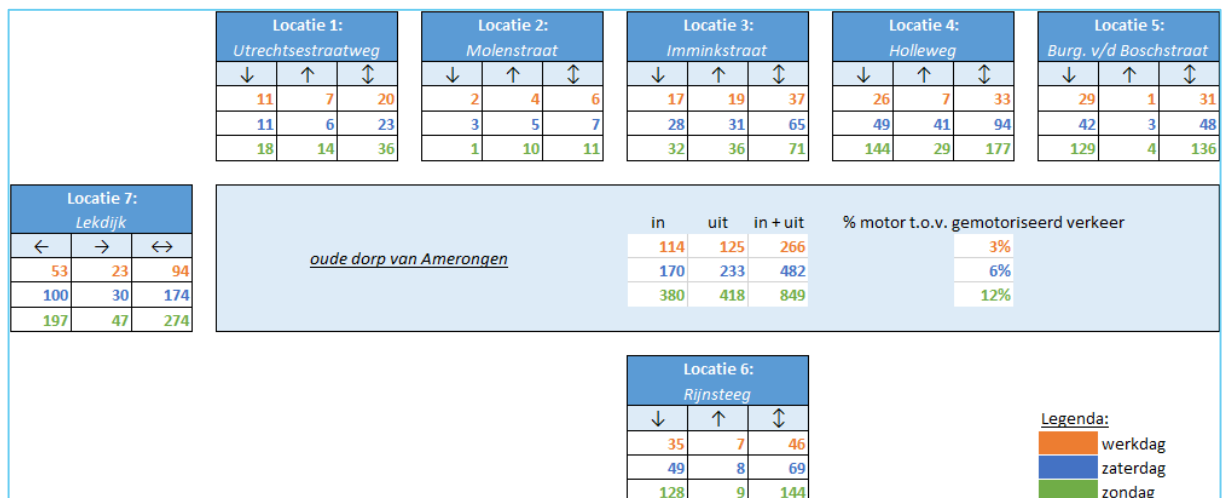 Locatie 1: Locatie 2: Locatie 3: Locatie 4: Locatie 5:
Utrechtsestraatweg Molenstraat Imminkstraat Holleweg Burg. v/d Boschstraat
↓ ↑ ↕ ↓ ↑ ↕ ↓ ↑ ↕ ↓ ↑ ↕ ↓ ↑ ↕
11 7 20 2 4 6 17 19 37 26 7 33 29 1 31
11 6 23 3 5 7 28 31 65 49 41 94 42 3 48
18 14 36 1 10 11 32 36 71 144 29 177 129 4 136
Locatie 7:
Lekdijk
← → ↔
53 23 94
100 30 174
197 47 274
oude dorp van Amerongen
in uit in + uit % motor t.o.v. gemotoriseerd verkeer
114 125 266 3%
170 233 482 6%
380 418 849 12%
Locatie 6:
Rijnsteeg
↓ ↑ ↕
35 7 46
49 8 69
128 9 144
Legenda:
werkdag
zaterdag
zondag